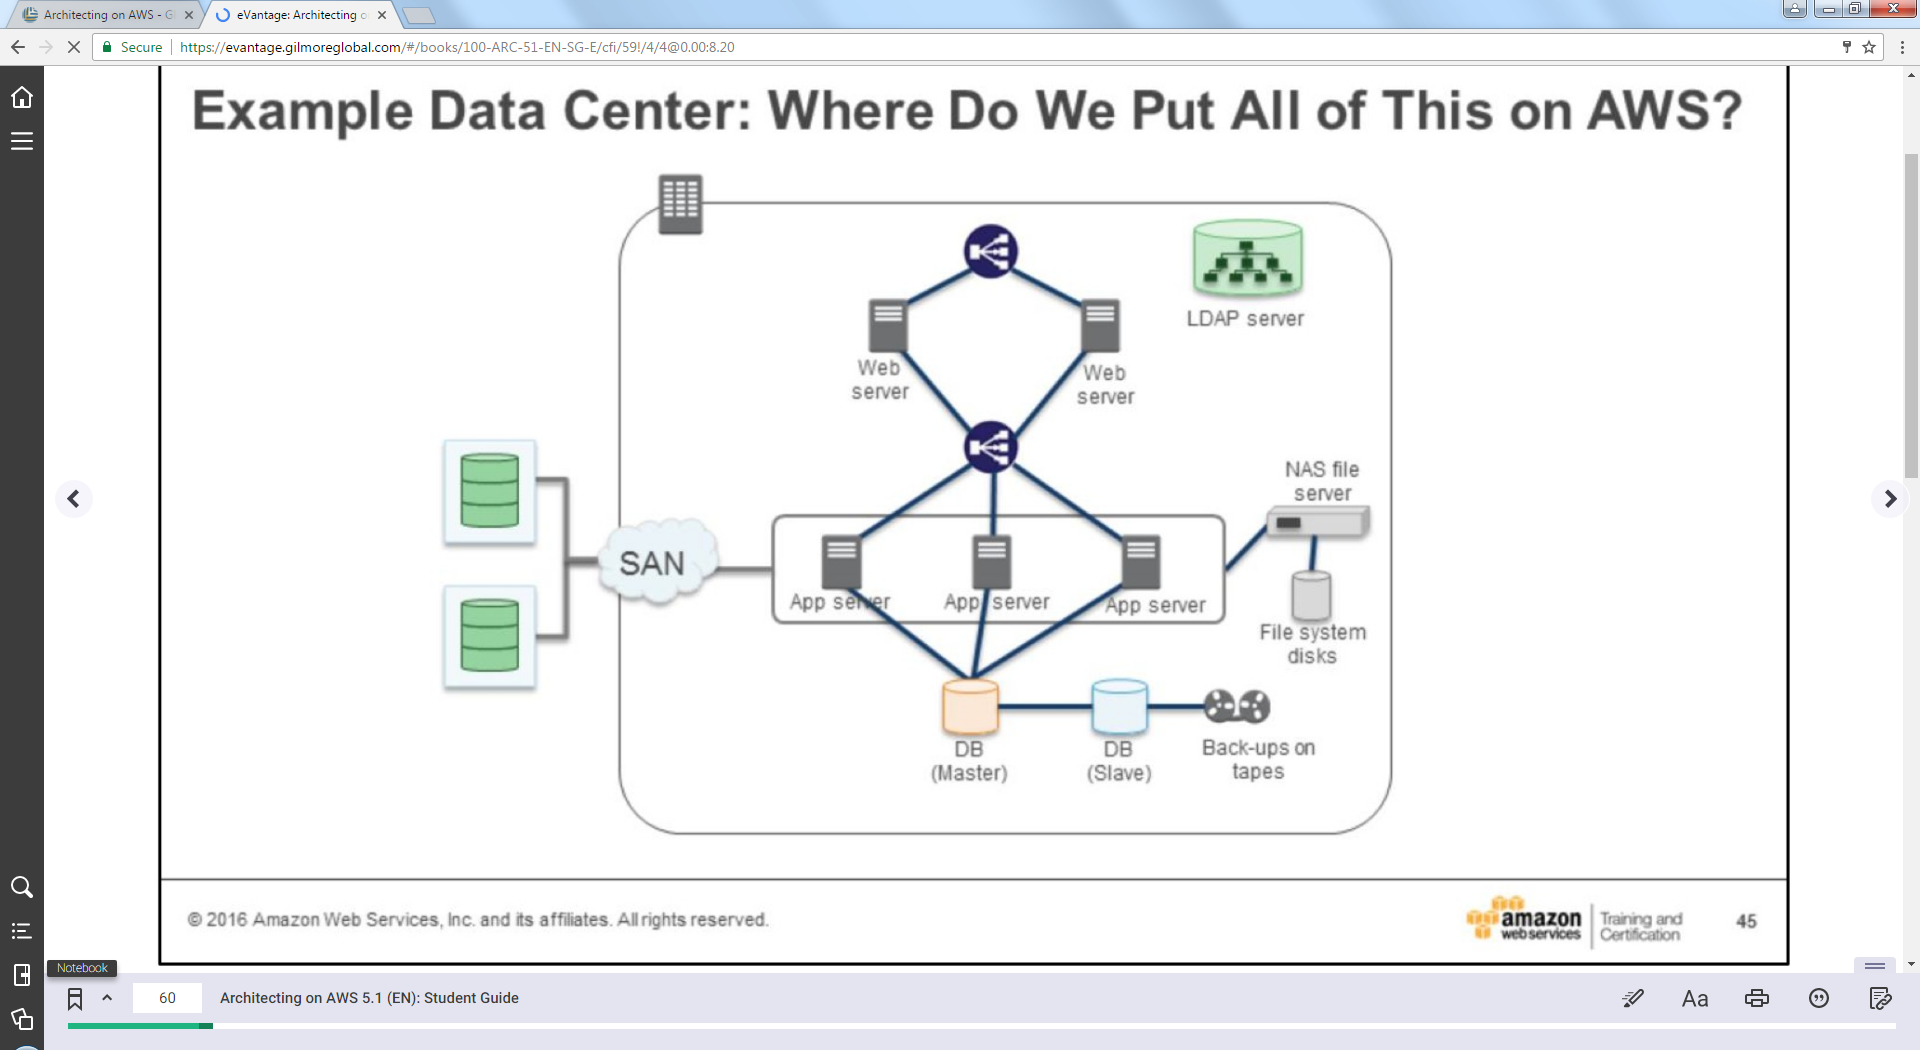 Architecting on AWS - G
eVantage: Architecting o
Secure
https://evantage.gilmoreglobal.com/#/books/100-ARC-51-EN-SG-E/cfi/59!/4/4@0.00:8.20
Example Data Center: Where Do We Put All of This on AWS?
LDAP server
Web
server
Web
server
NAS file
server
SAN
App server
App server
App server
File system
disks
DB
(Master)
DB
(Slave)
Back-ups on
tapes
© 2016 Amazon Web Services, Inc. and its affiliates. All rights reserved.
amazon
webservices
Training and
Certification
45
Notebook
60
Architecting on AWS 5.1 (EN): Student Guide
Aa